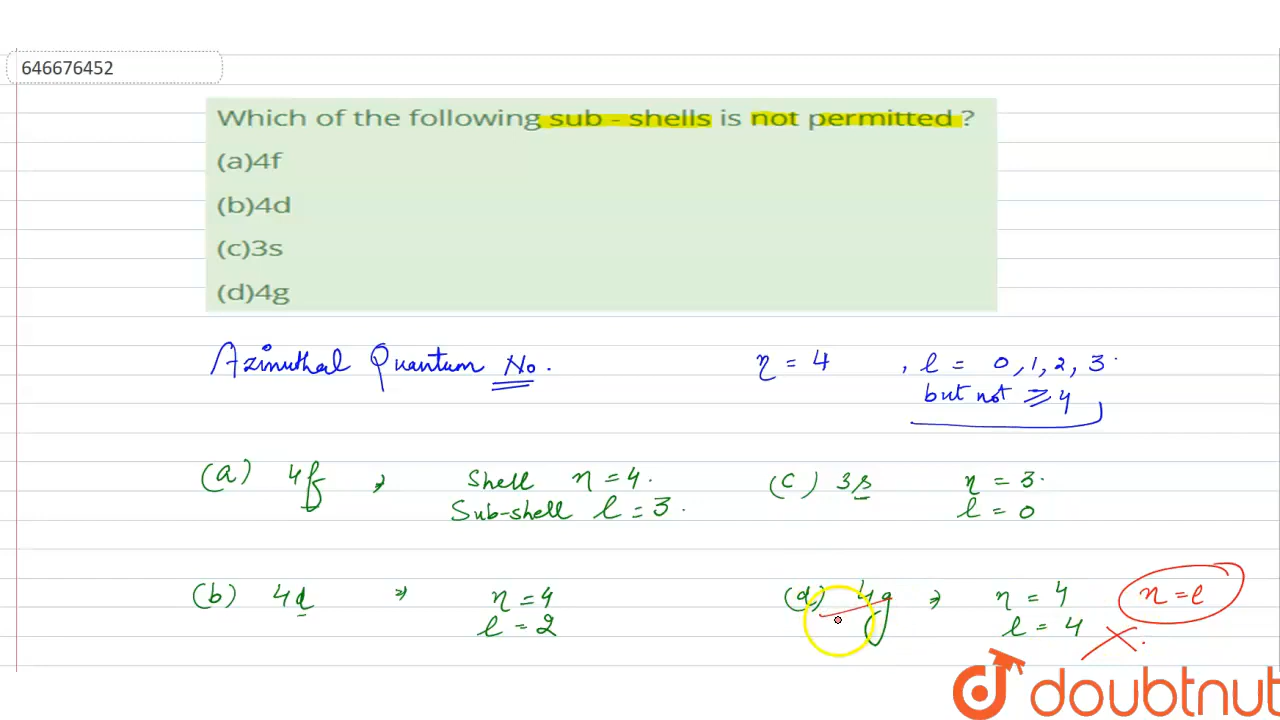 646676452
Which of the following sub - shells is not permitted ?
(a)4f
(b)4d
(c)3s
(d)4g
Azimuthal Quantum No.
n = 4 , l = 0, 1, 2, 3
but not ⩾ 4
(a) 4f ⇒ Shell n = 4.
Sub-shell l = 3.
(c) 3s n = 3.
l = 0
(b) 4d ⇒ n = 4
l = 2
(d) 4g ⇒ n = 4
l = 4
n = l
doubtnut